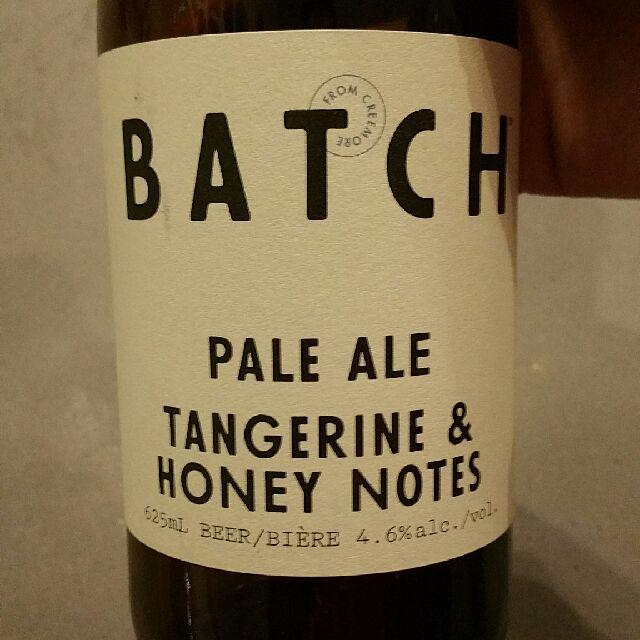 BATCH
FROM CREEMORE
PALE ALE
TANGERINE &
HONEY NOTES
625mL BEER/BIÈRE 4.6%alc./vol.